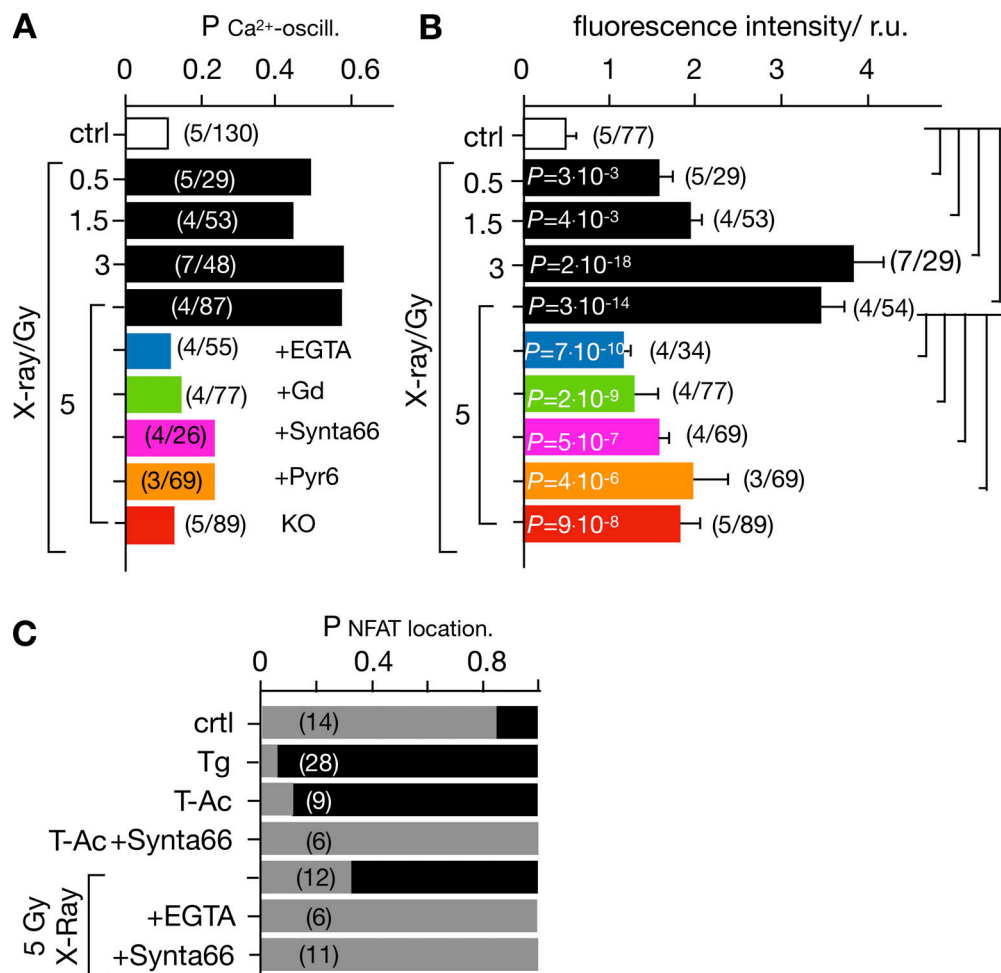 A
P Ca²⁺-oscill.
0 0.2 0.4 0.6
ctrl (5/130)
0.5 (5/29)
1.5 (4/53)
3 (7/48)
(4/87)
(4/55) +EGTA
(4/77) +Gd
(4/26) +Synta66
(3/69) +Pyr6
(5/89) KO
5
X-ray/Gy
B
fluorescence intensity/ r.u.
0 1 2 3 4
ctrl (5/77)
0.5 P=3·10⁻³ (5/29)
1.5 P=4·10⁻³ (4/53)
3 P=2·10⁻¹⁸ (7/29)
P=3·10⁻¹⁴ (4/54)
P=7·10⁻¹⁰ (4/34)
P=2·10⁻⁹ (4/77)
P=5·10⁻⁷ (4/69)
P=4·10⁻⁶ (3/69)
P=9·10⁻⁸ (5/89)
5
X-ray/Gy
C
P NFAT location.
0 0.4 0.8
crtl (14)
Tg (28)
T-Ac (9)
T-Ac+Synta66 (6)
(12)
+EGTA (6)
+Synta66 (11)
5 Gy
X-Ray